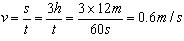 v = s/t = 3h/t = 3 × 12m/60s = 0.6m / s